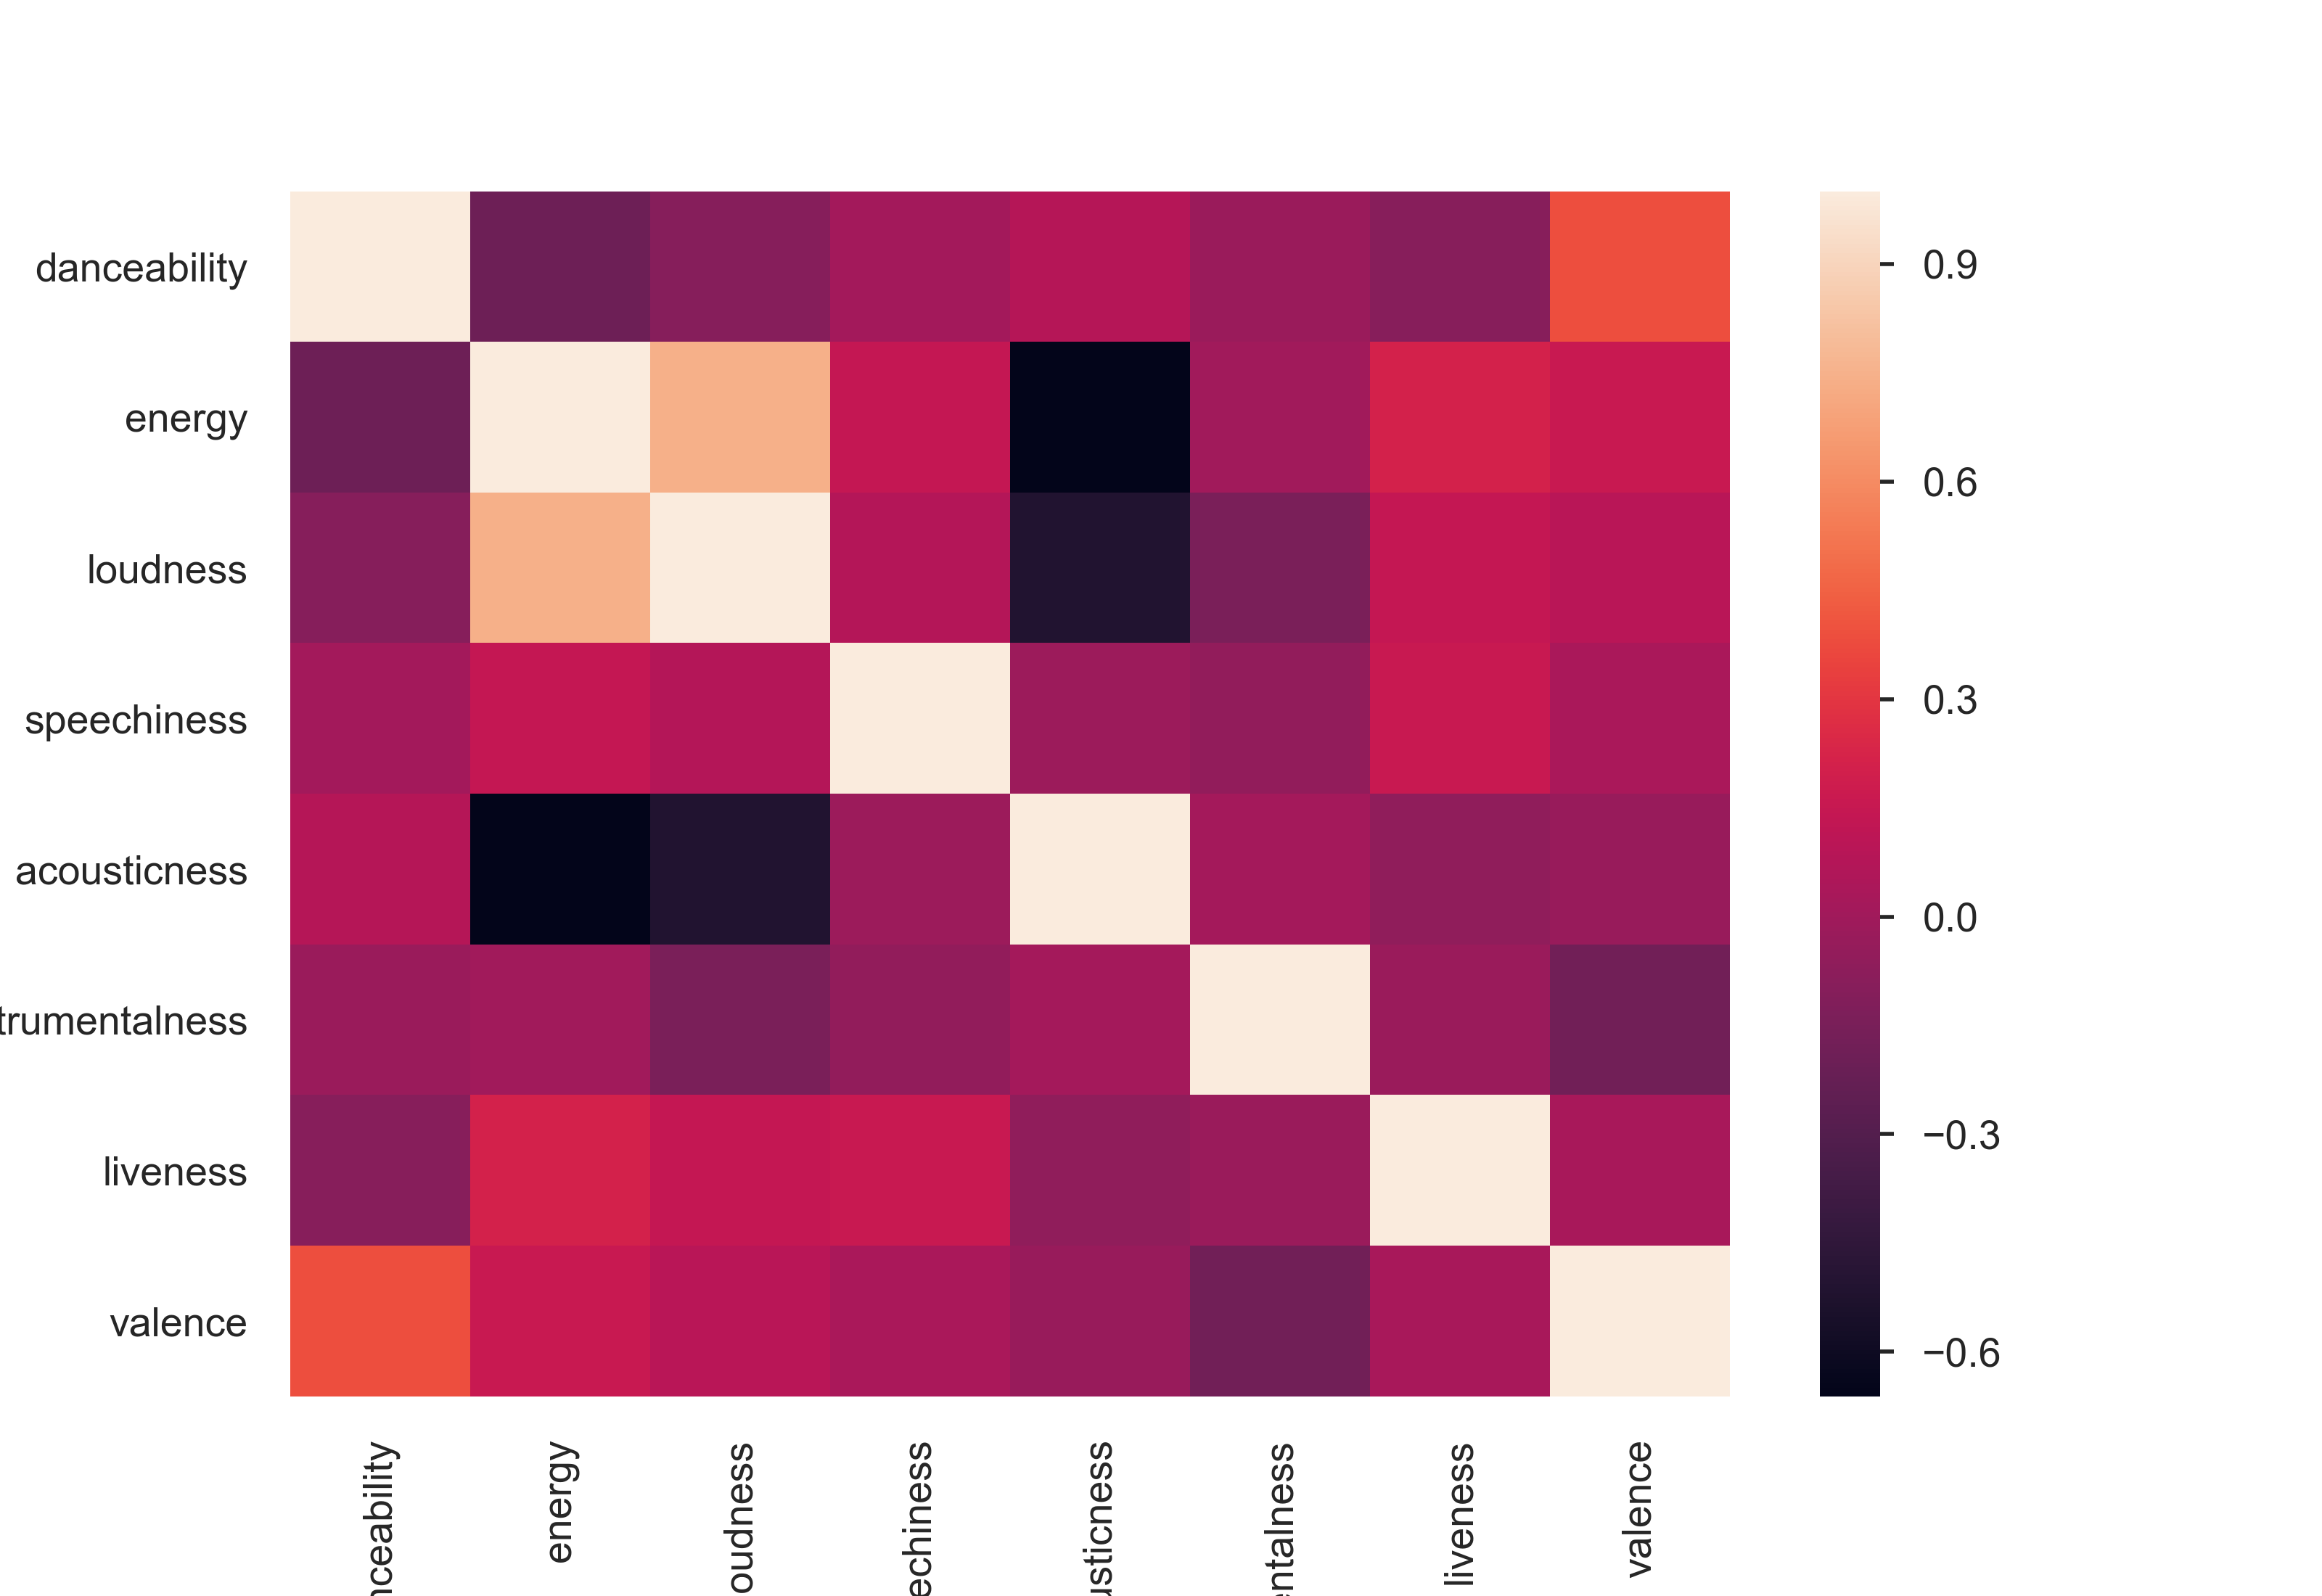 danceability
energy
loudness
speechiness
acousticness
trumentalness
liveness
valence
nceability
energy
oudness
echiness
usticness
ntalness
liveness
valence
0.9
0.6
0.3
0.0
−0.3
−0.6